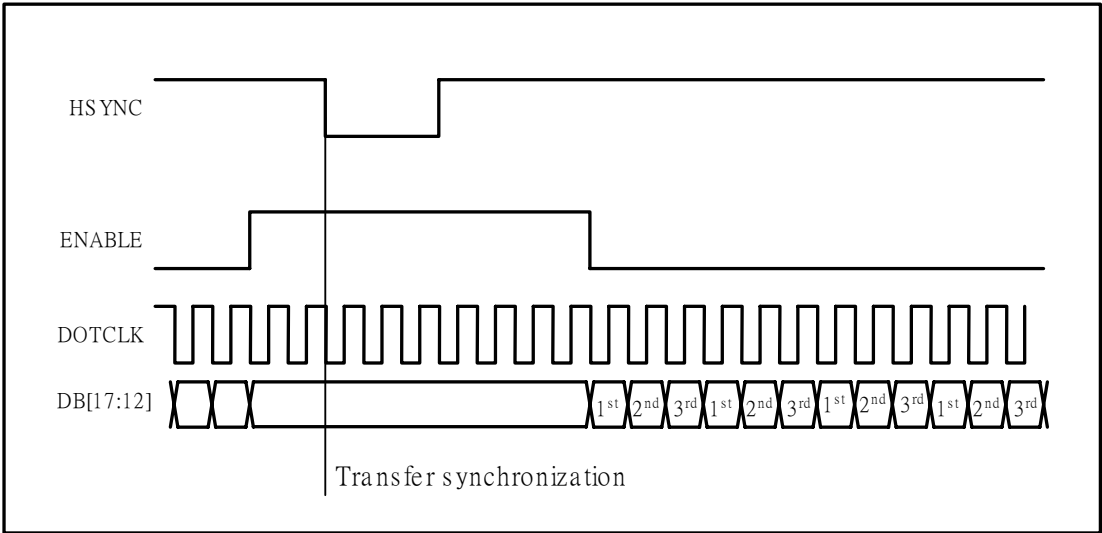 HSYNC
ENABLE
DOTCLK
DB[17:12] 1st 2nd 3rd 1st 2nd 3rd 1st 2nd 3rd 1st 2nd 3rd
Transfer synchronization